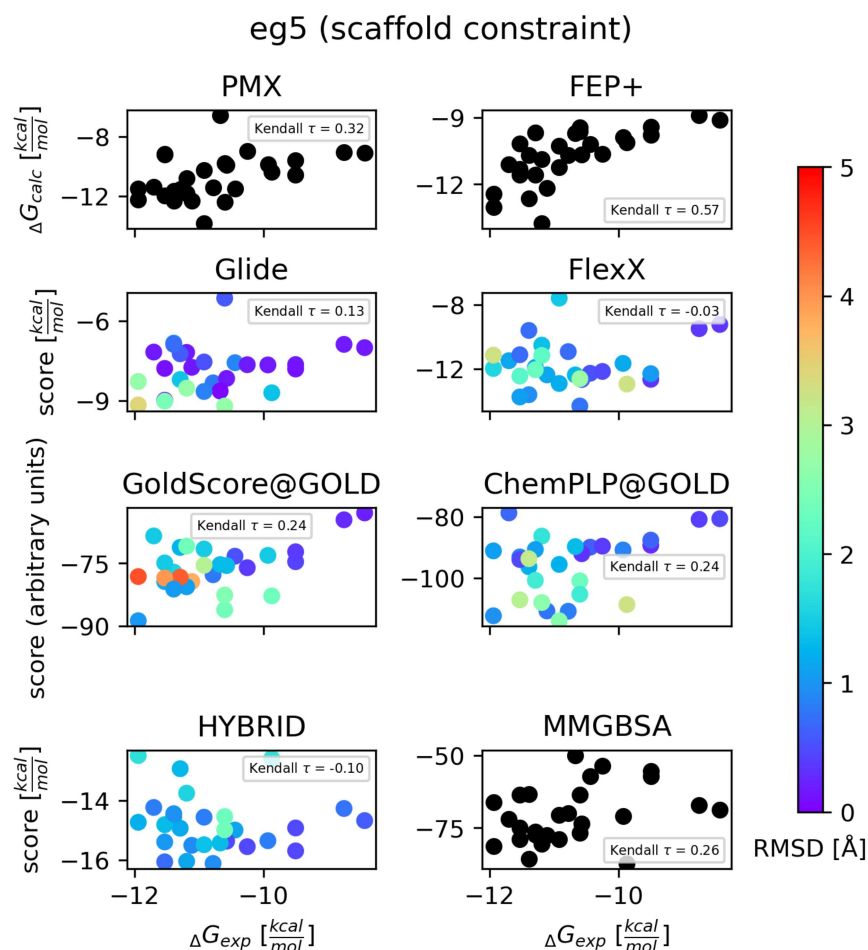 eg5 (scaffold constraint)
PMX
FEP+
ΔG_calc [kcal/mol]
−8
−12
Kendall τ = 0.32
−9
−12
Kendall τ = 0.57
Glide
FlexX
score [kcal/mol]
−6
−9
Kendall τ = 0.13
−8
−12
Kendall τ = -0.03
GoldScore@GOLD
ChemPLP@GOLD
score (arbitrary units)
−75
−90
Kendall τ = 0.24
−80
−100
Kendall τ = 0.24
HYBRID
MMGBSA
score [kcal/mol]
−14
−16
Kendall τ = -0.10
−50
−75
Kendall τ = 0.26
−12
−10
−12
−10
ΔG_exp [kcal/mol]
ΔG_exp [kcal/mol]
5
4
3
2
1
0
RMSD [Å]